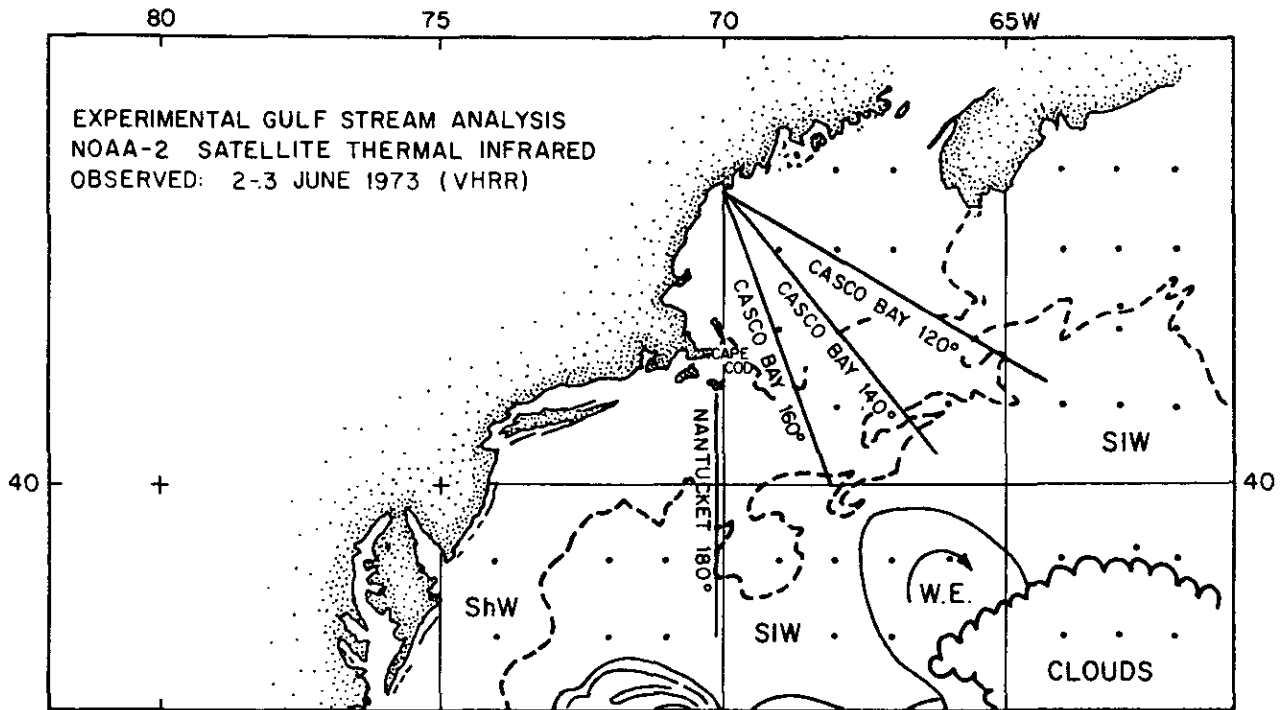 80 75 70 65W
EXPERIMENTAL GULF STREAM ANALYSIS
NOAA-2 SATELLITE THERMAL INFRARED
OBSERVED: 2-3 JUNE 1973 (VHRR)
CASCO BAY 120°
CASCO BAY 140°
CASCO BAY 160°
CAPE
COD
NANTUCKET 180°
SIW
40 40
W.E.
ShW
SIW
CLOUDS